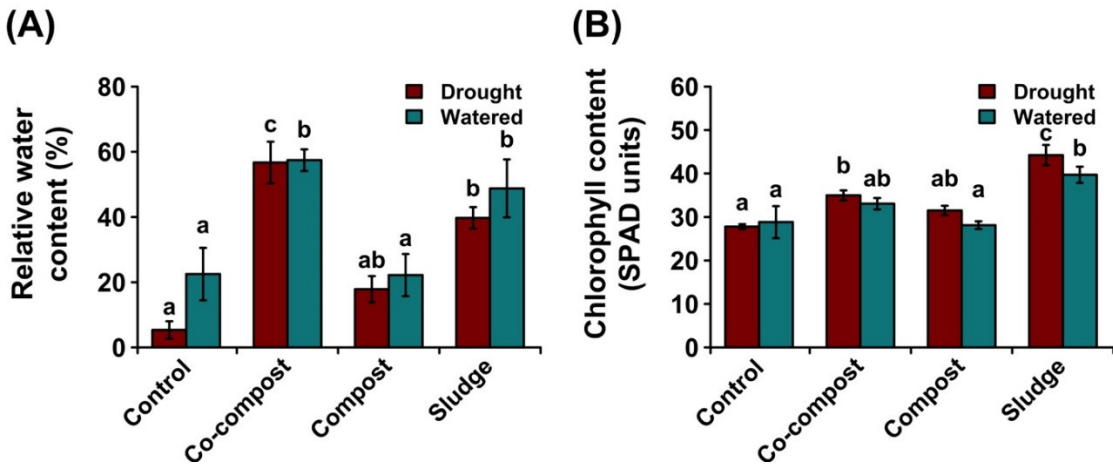 (A)
Relative water
content (%)
80
60
40
20
0
Drought
Watered
a
a
c
b
ab
a
b
b
Control
Co-compost
Compost
Sludge
(B)
Chlorophyll content
(SPAD units)
60
50
40
30
20
10
0
Drought
Watered
a
a
b
ab
ab
a
c
b
Control
Co-compost
Compost
Sludge